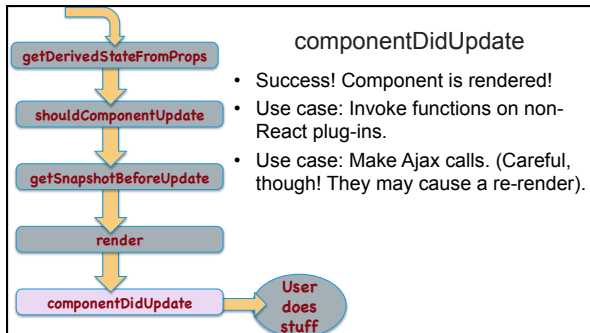 componentDidUpdate
getDerivedStateFromProps
shouldComponentUpdate
getSnapshotBeforeUpdate
render
componentDidUpdate
User
does
stuff
• Success! Component is rendered!
• Use case: Invoke functions on non-
React plug-ins.
• Use case: Make Ajax calls. (Careful,
though! They may cause a re-render).